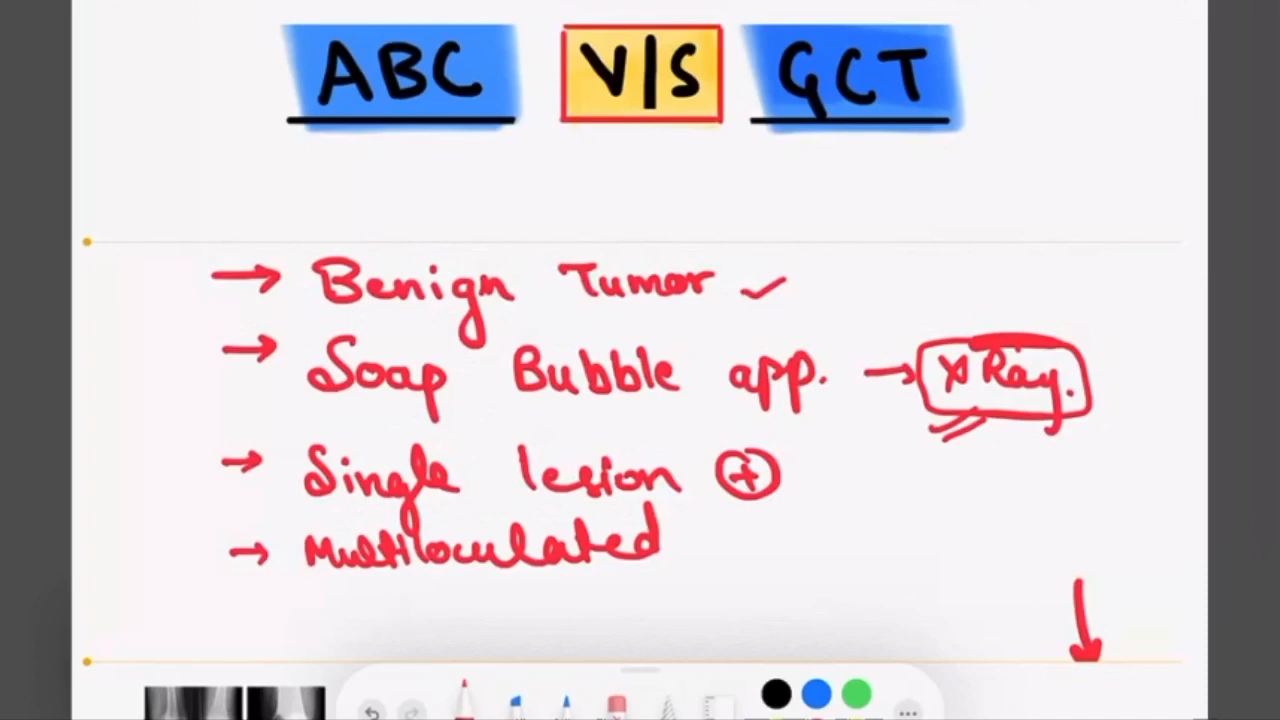 ABC V|S GCT
→ Benign Tumor ✓
→ Soap Bubble app. → X Ray.
→ Single lesion ⊕
→ Multiloculated